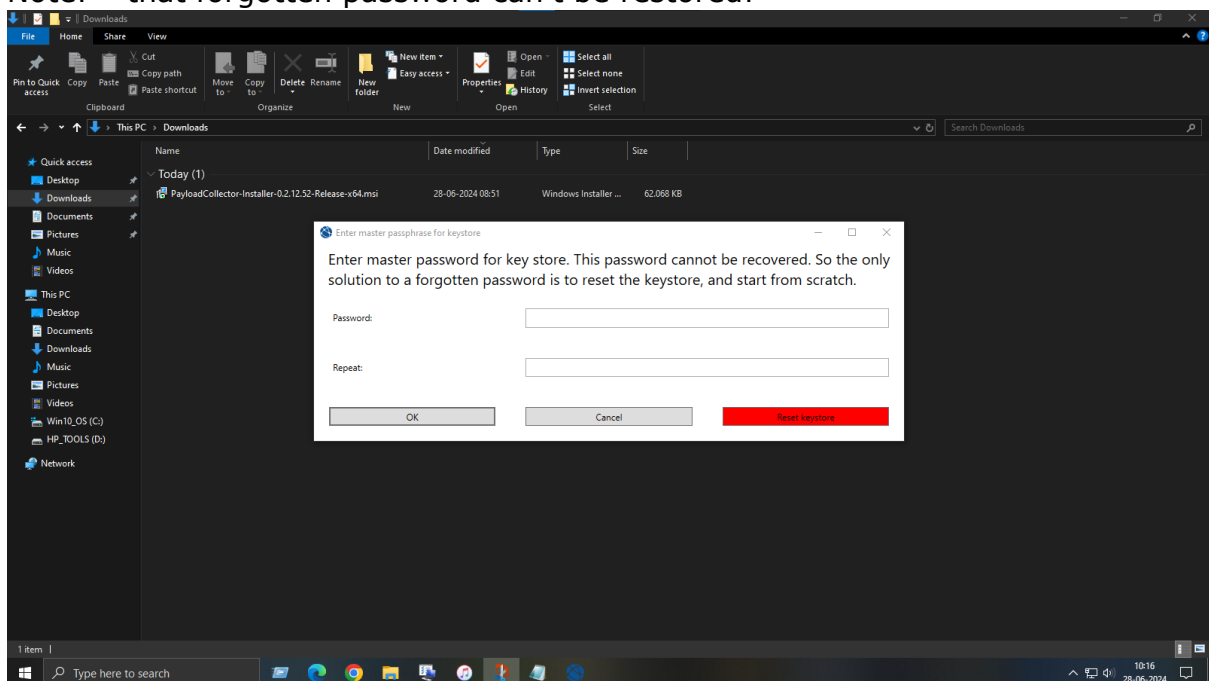 Note: - that forgotten password can't be restored.
Downloads
File Home Share View
Pin to Quick access
Copy
Paste
Cut
Copy path
Paste shortcut
Clipboard
Move to
Copy to
Delete
Rename
Organize
New folder
New item
Easy access
New
Properties
Open
Edit
History
Open
Select all
Select none
Invert selection
Select
This PC > Downloads
Search Downloads
Name Date modified Type Size
Today (1)
PayloadCollector-Installer-0.2.12.52-Release-x64.msi 28-06-2024 08:51 Windows Installer ... 62.068 KB
Quick access
Desktop
Downloads
Documents
Pictures
Music
Videos
This PC
Desktop
Documents
Downloads
Music
Pictures
Videos
Win10_OS (C:)
HP_TOOLS (D:)
Network
Enter master passphrase for keystore
Enter master password for key store. This password cannot be recovered. So the only
solution to a forgotten password is to reset the keystore, and start from scratch.
Password:
Repeat:
OK Cancel Reset keystore
1 item
Type here to search
10:16
28-06-2024